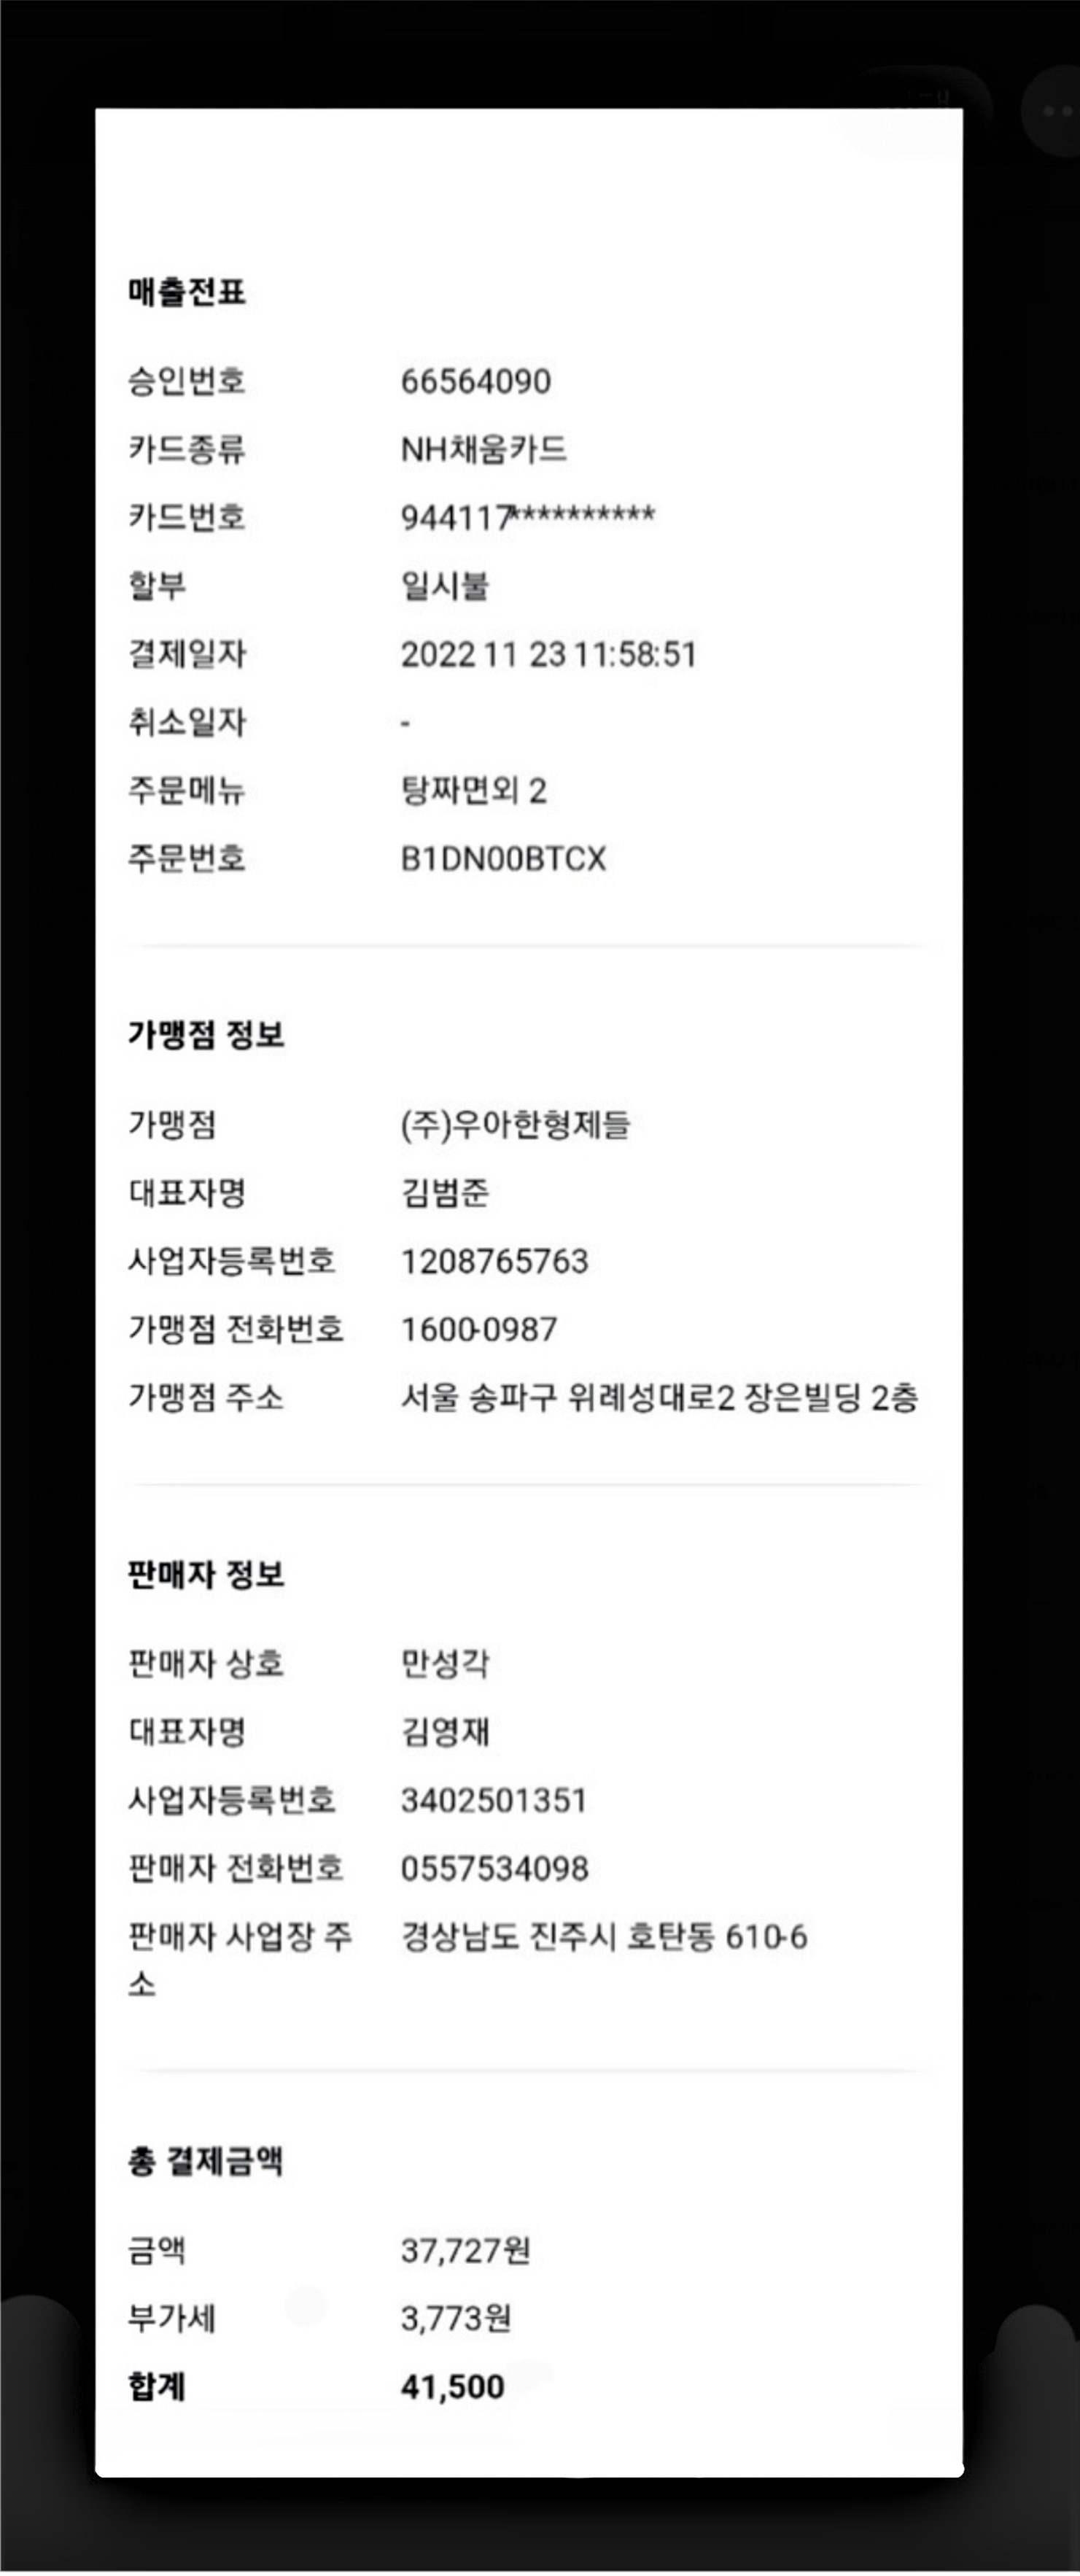 매출전표
승인번호 66564090
카드종류 NH채움카드
카드번호 944117**********
할부 일시불
결제일자 2022 11 23 11:58:51
취소일자 -
주문메뉴 탕짜면외 2
주문번호 B1DN00BTCX
가맹점 정보
가맹점 (주)우아한형제들
대표자명 김범준
사업자등록번호 1208765763
가맹점 전화번호 1600-0987
가맹점 주소 서울 송파구 위례성대로2 장은빌딩 2층
판매자 정보
판매자 상호 만성각
대표자명 김영재
사업자등록번호 3402501351
판매자 전화번호 0557534098
판매자 사업장 주 경상남도 진주시 호탄동 610-6
소
총 결제금액
금액 37,727원
부가세 3,773원
합계 41,500